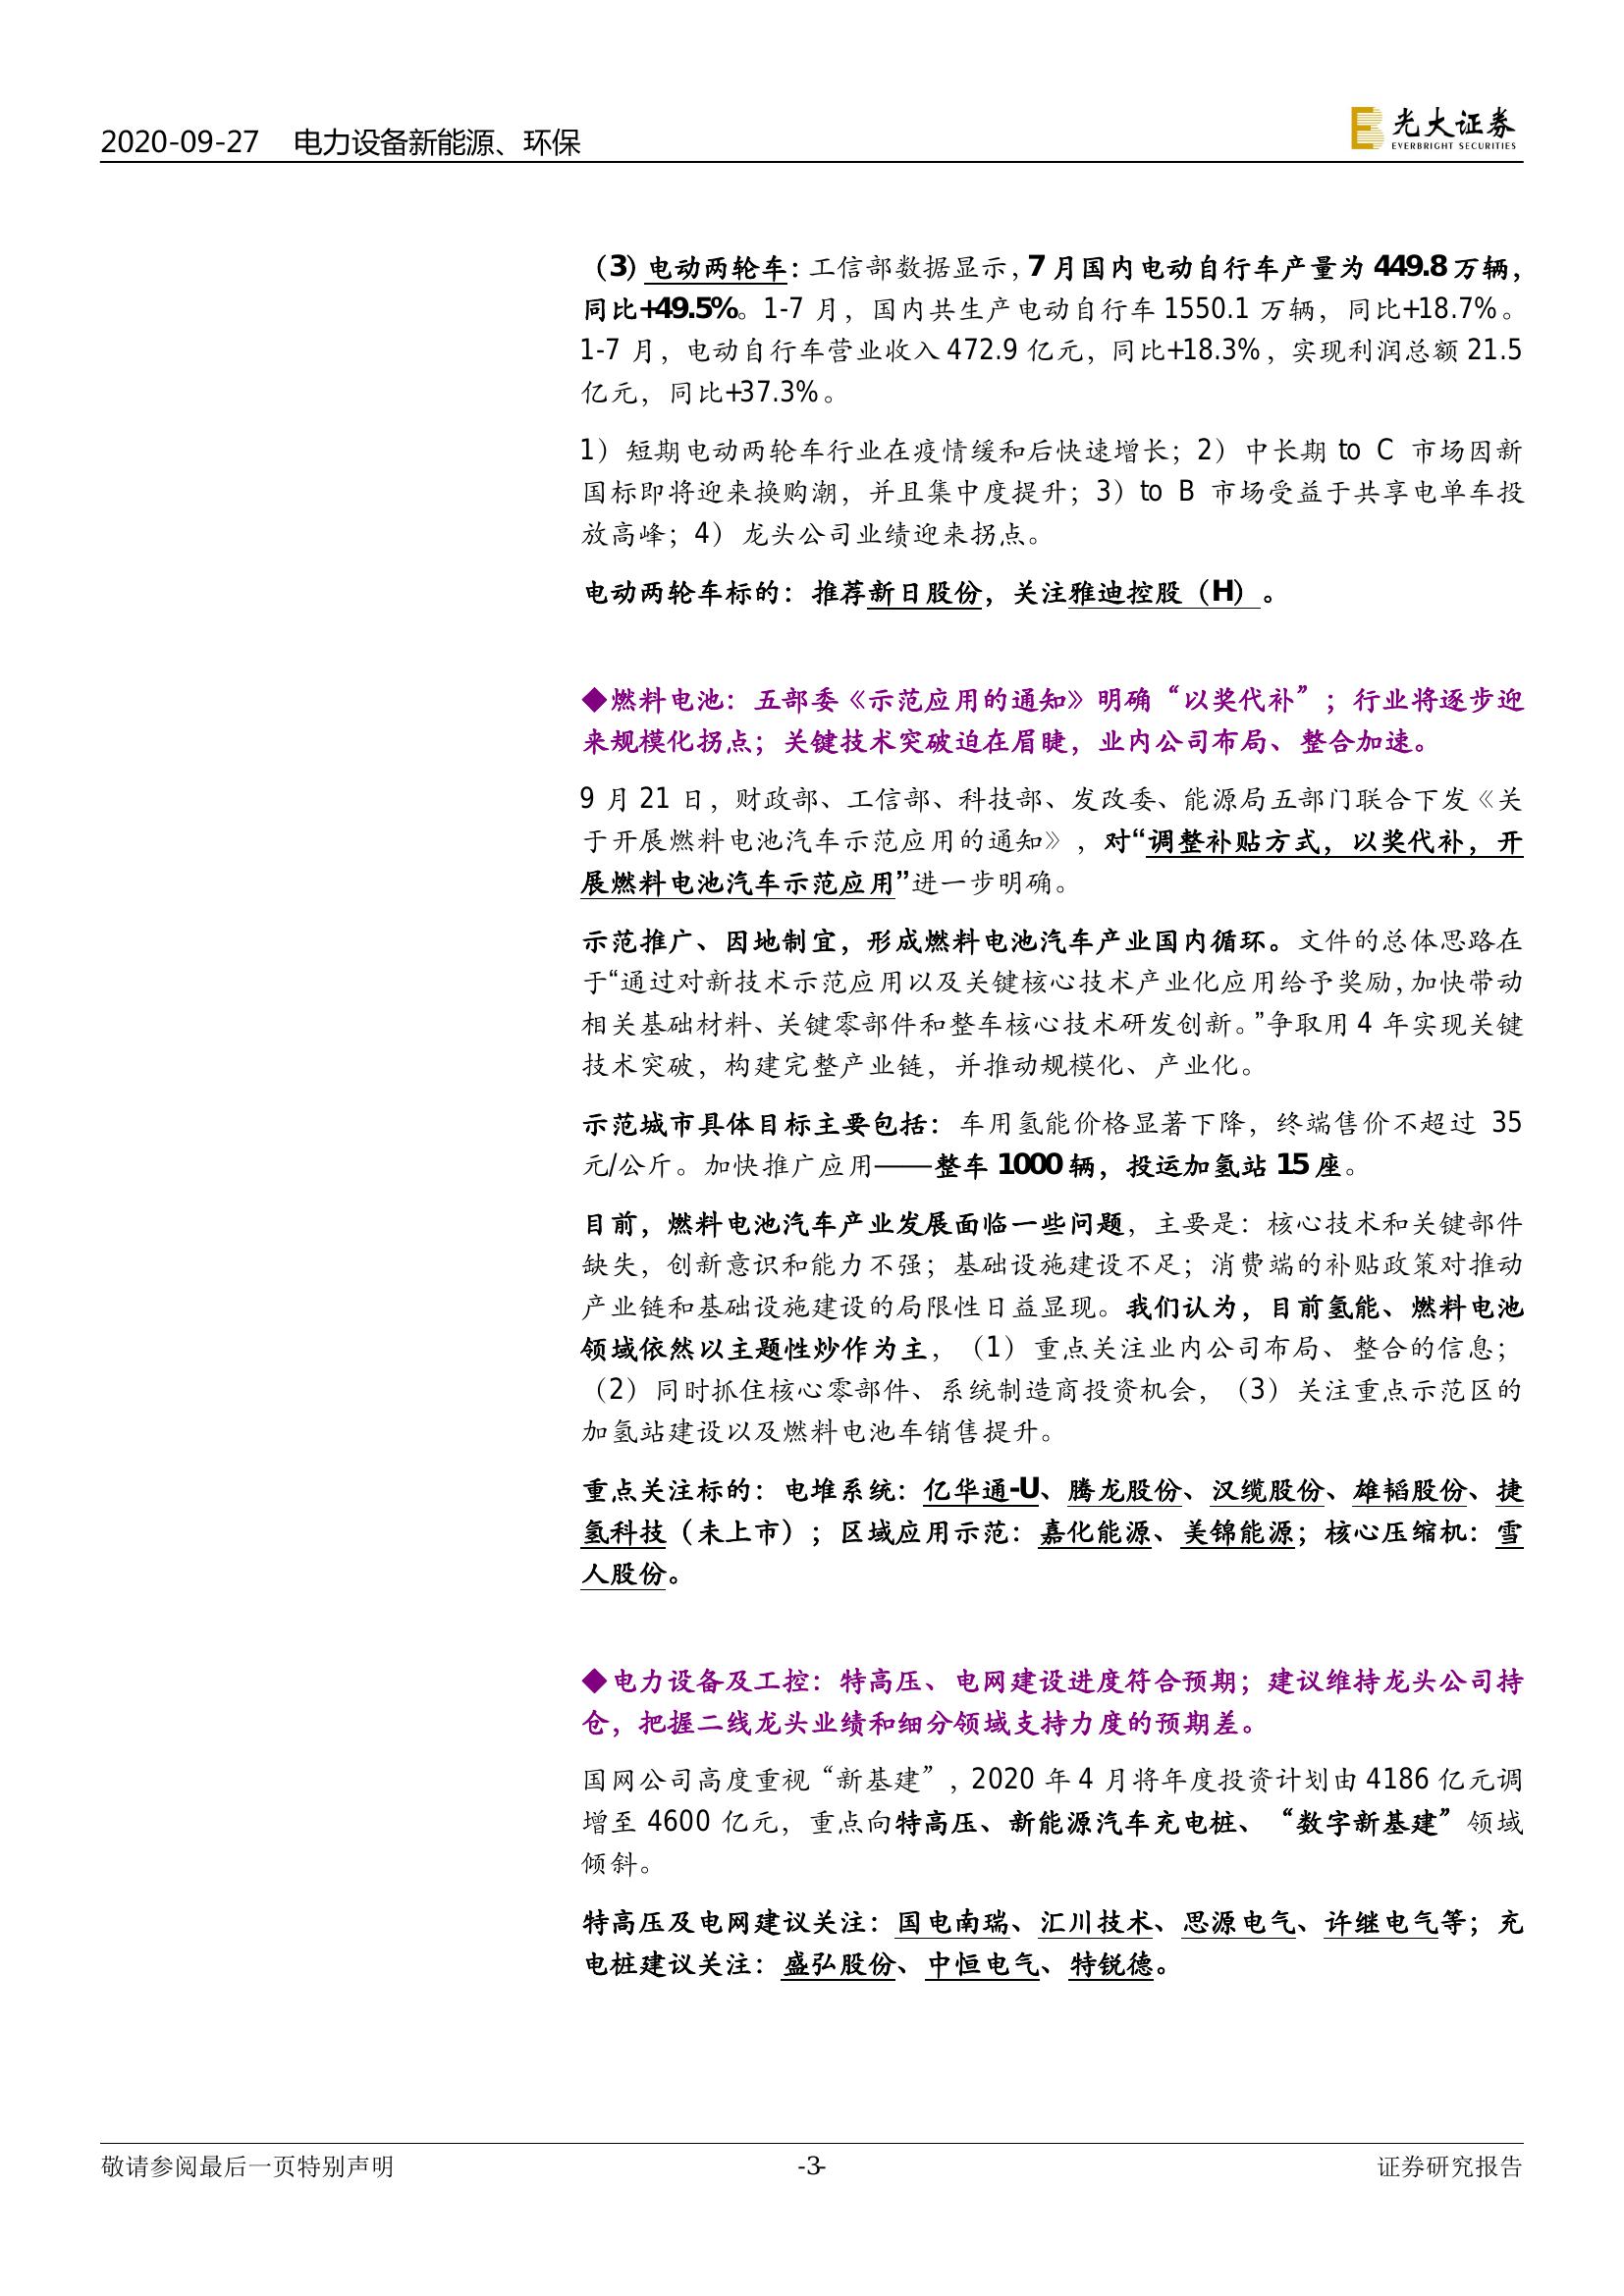 2020-09-27 电力设备新能源、环保
光大证券
EVERBRIGHT SECURITIES
（3）电动两轮车：工信部数据显示，7 月国内电动自行车产量为 449.8 万辆，
同比+49.5%。1-7 月，国内共生产电动自行车 1550.1 万辆，同比+18.7%。
1-7 月，电动自行车营业收入 472.9 亿元，同比+18.3%，实现利润总额 21.5
亿元，同比+37.3%。
1）短期电动两轮车行业在疫情缓和后快速增长；2）中长期 to C 市场因新
国标即将迎来换购潮，并且集中度提升；3）to B 市场受益于共享电单车投
放高峰；4）龙头公司业绩迎来拐点。
电动两轮车标的：推荐新日股份，关注雅迪控股（H）。
◆燃料电池：五部委《示范应用的通知》明确“以奖代补”；行业将逐步迎
来规模化拐点；关键技术突破迫在眉睫，业内公司布局、整合加速。
9 月 21 日，财政部、工信部、科技部、发改委、能源局五部门联合下发《关
于开展燃料电池汽车示范应用的通知》，对“调整补贴方式，以奖代补，开
展燃料电池汽车示范应用”进一步明确。
示范推广、因地制宜，形成燃料电池汽车产业国内循环。文件的总体思路在
于“通过对新技术示范应用以及关键核心技术产业化应用给予奖励，加快带动
相关基础材料、关键零部件和整车核心技术研发创新。”争取用 4 年实现关键
技术突破，构建完整产业链，并推动规模化、产业化。
示范城市具体目标主要包括：车用氢能价格显著下降，终端售价不超过 35
元/公斤。加快推广应用——整车 1000 辆，投运加氢站 15 座。
目前，燃料电池汽车产业发展面临一些问题，主要是：核心技术和关键部件
缺失，创新意识和能力不强；基础设施建设不足；消费端的补贴政策对推动
产业链和基础设施建设的局限性日益显现。我们认为，目前氢能、燃料电池
领域依然以主题性炒作为主，（1）重点关注业内公司布局、整合的信息；
（2）同时抓住核心零部件、系统制造商投资机会，（3）关注重点示范区的
加氢站建设以及燃料电池车销售提升。
重点关注标的：电堆系统：亿华通-U、腾龙股份、汉缆股份、雄韬股份、捷
氢科技（未上市）；区域应用示范：嘉化能源、美锦能源；核心压缩机：雪
人股份。
◆电力设备及工控：特高压、电网建设进度符合预期；建议维持龙头公司持
仓，把握二线龙头业绩和细分领域支持力度的预期差。
国网公司高度重视“新基建”，2020 年 4 月将年度投资计划由 4186 亿元调
增至 4600 亿元，重点向特高压、新能源汽车充电桩、“数字新基建”领域
倾斜。
特高压及电网建议关注：国电南瑞、汇川技术、思源电气、许继电气等；充
电桩建议关注：盛弘股份、中恒电气、特锐德。
敬请参阅最后一页特别声明 -3- 证券研究报告